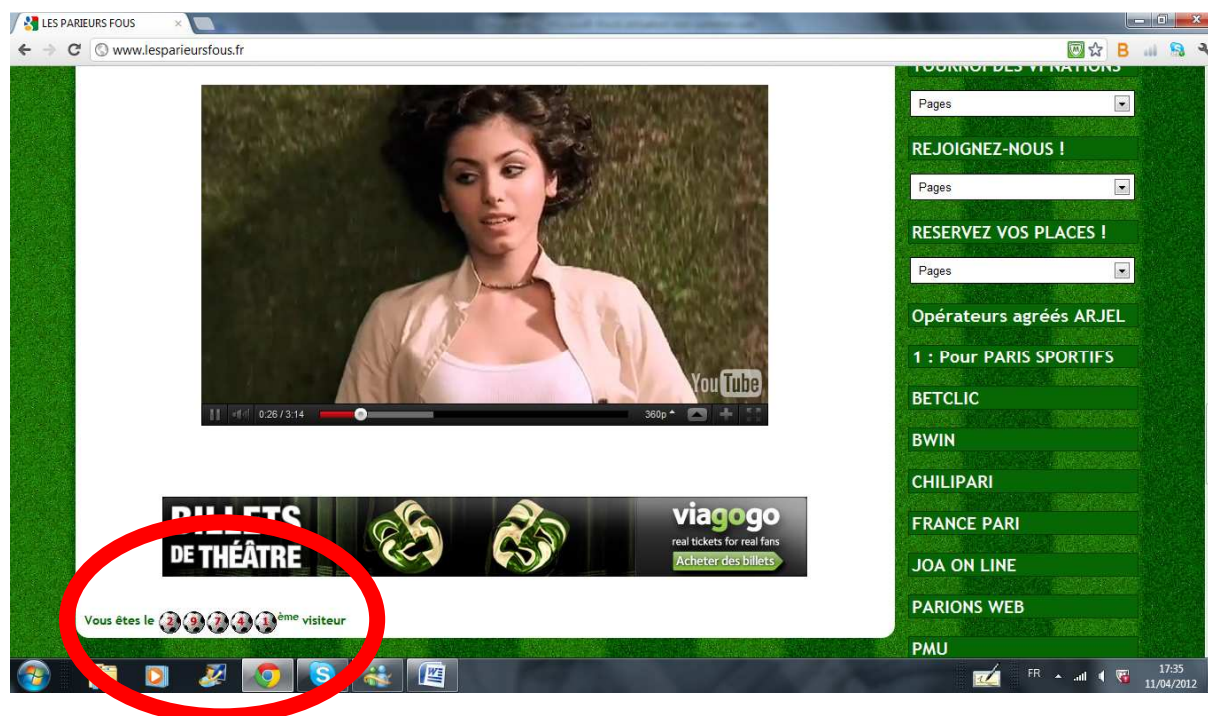 LES PARIEURS FOUS
www.lesparieursfous.fr
TOURNOI DES VI NATIONS
Pages
REJOIGNEZ-NOUS !
Pages
RESERVEZ VOS PLACES !
Pages
Opérateurs agréés ARJEL
1 : Pour PARIS SPORTIFS
BETCLIC
BWIN
CHILIPARI
FRANCE PARI
JOA ON LINE
PARIONS WEB
PMU
YouTube
0:26 / 3:14 360p
BILLETS
DE THÉÂTRE
viagogo
real tickets for real fans
Acheter des billets
Vous êtes le 29741ème visiteur
FR 17:35
11/04/2012